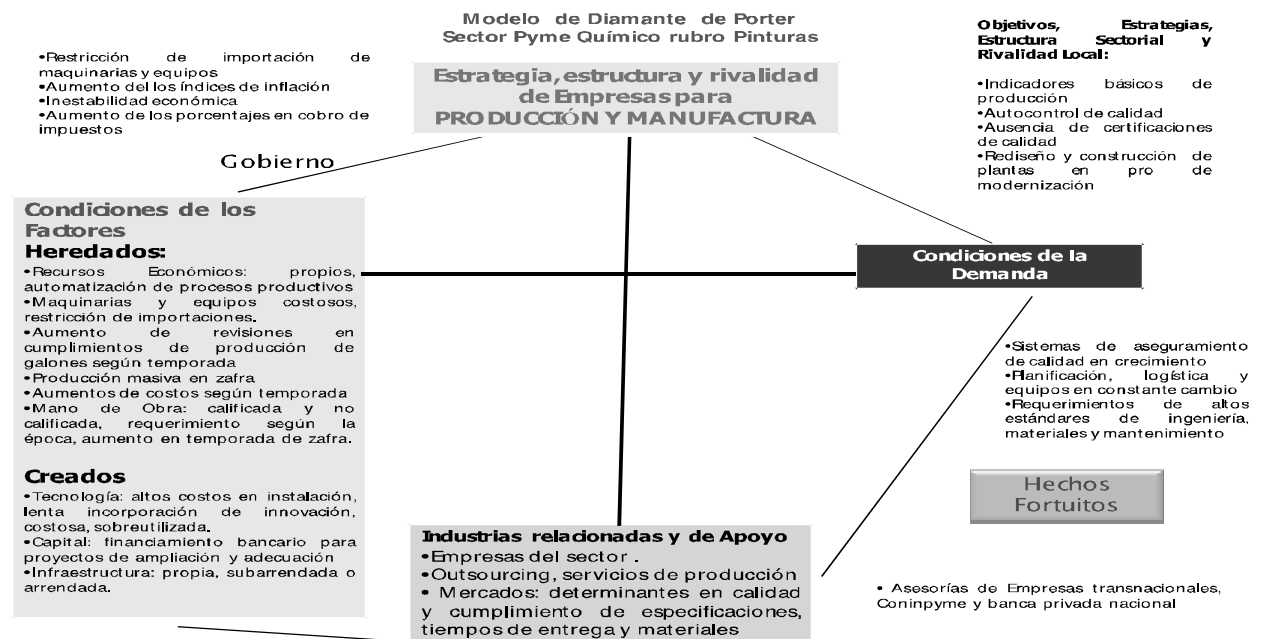 Modelo de Diamante de Porter
Sector Pyme Químico rubro Pinturas
•Restricción de importación de
maquinarias y equipos
•Aumento del los índices de inflación
•Inestabilidad económica
•Aumento de los porcentajes en cobro de
impuestos
Gobierno
Estrategia, estructura y rivalidad
de Empresas para
PRODUCCIÓN Y MANUFACTURA
Objetivos, Estrategias,
Estructura Sectorial y
Rivalidad Local:
•Indicadores básicos de
producción
•Autocontrol de calidad
•Ausencia de certificaciones
de calidad
•Rediseño y construcción de
plantas en pro de
modernización
Condiciones de los
Factores
Heredados:
•Recursos Económicos: propios,
automatización de procesos productivos
•Maquinarias y equipos costosos,
restricción de importaciones.
•Aumento de revisiones en
cumplimientos de producción de
galones según temporada
•Producción masiva en zafra
•Aumentos de costos según temporada
•Mano de Obra: calificada y no
calificada, requerimiento según la
época, aumento en temporada de zafra.
Creados
•Tecnología: altos costos en instalación,
lenta incorporación de innovación,
costosa, sobreutilizada.
•Capital: financiamiento bancario para
proyectos de ampliación y adecuación
•Infraestructura: propia, subarrendada o
arrendada.
Condiciones de la
Demanda
•Sistemas de aseguramiento
de calidad en crecimiento
•Planificación, logística y
equipos en constante cambio
•Requerimientos de altos
estándares de ingeniería,
materiales y mantenimiento
Hechos
Fortuitos
• Asesorías de Empresas transnacionales,
Coninpyme y banca privada nacional
Industrias relacionadas y de Apoyo
•Empresas del sector .
•Outsourcing, servicios de producción
• Mercados: determinantes en calidad
y cumplimiento de especificaciones,
tiempos de entrega y materiales